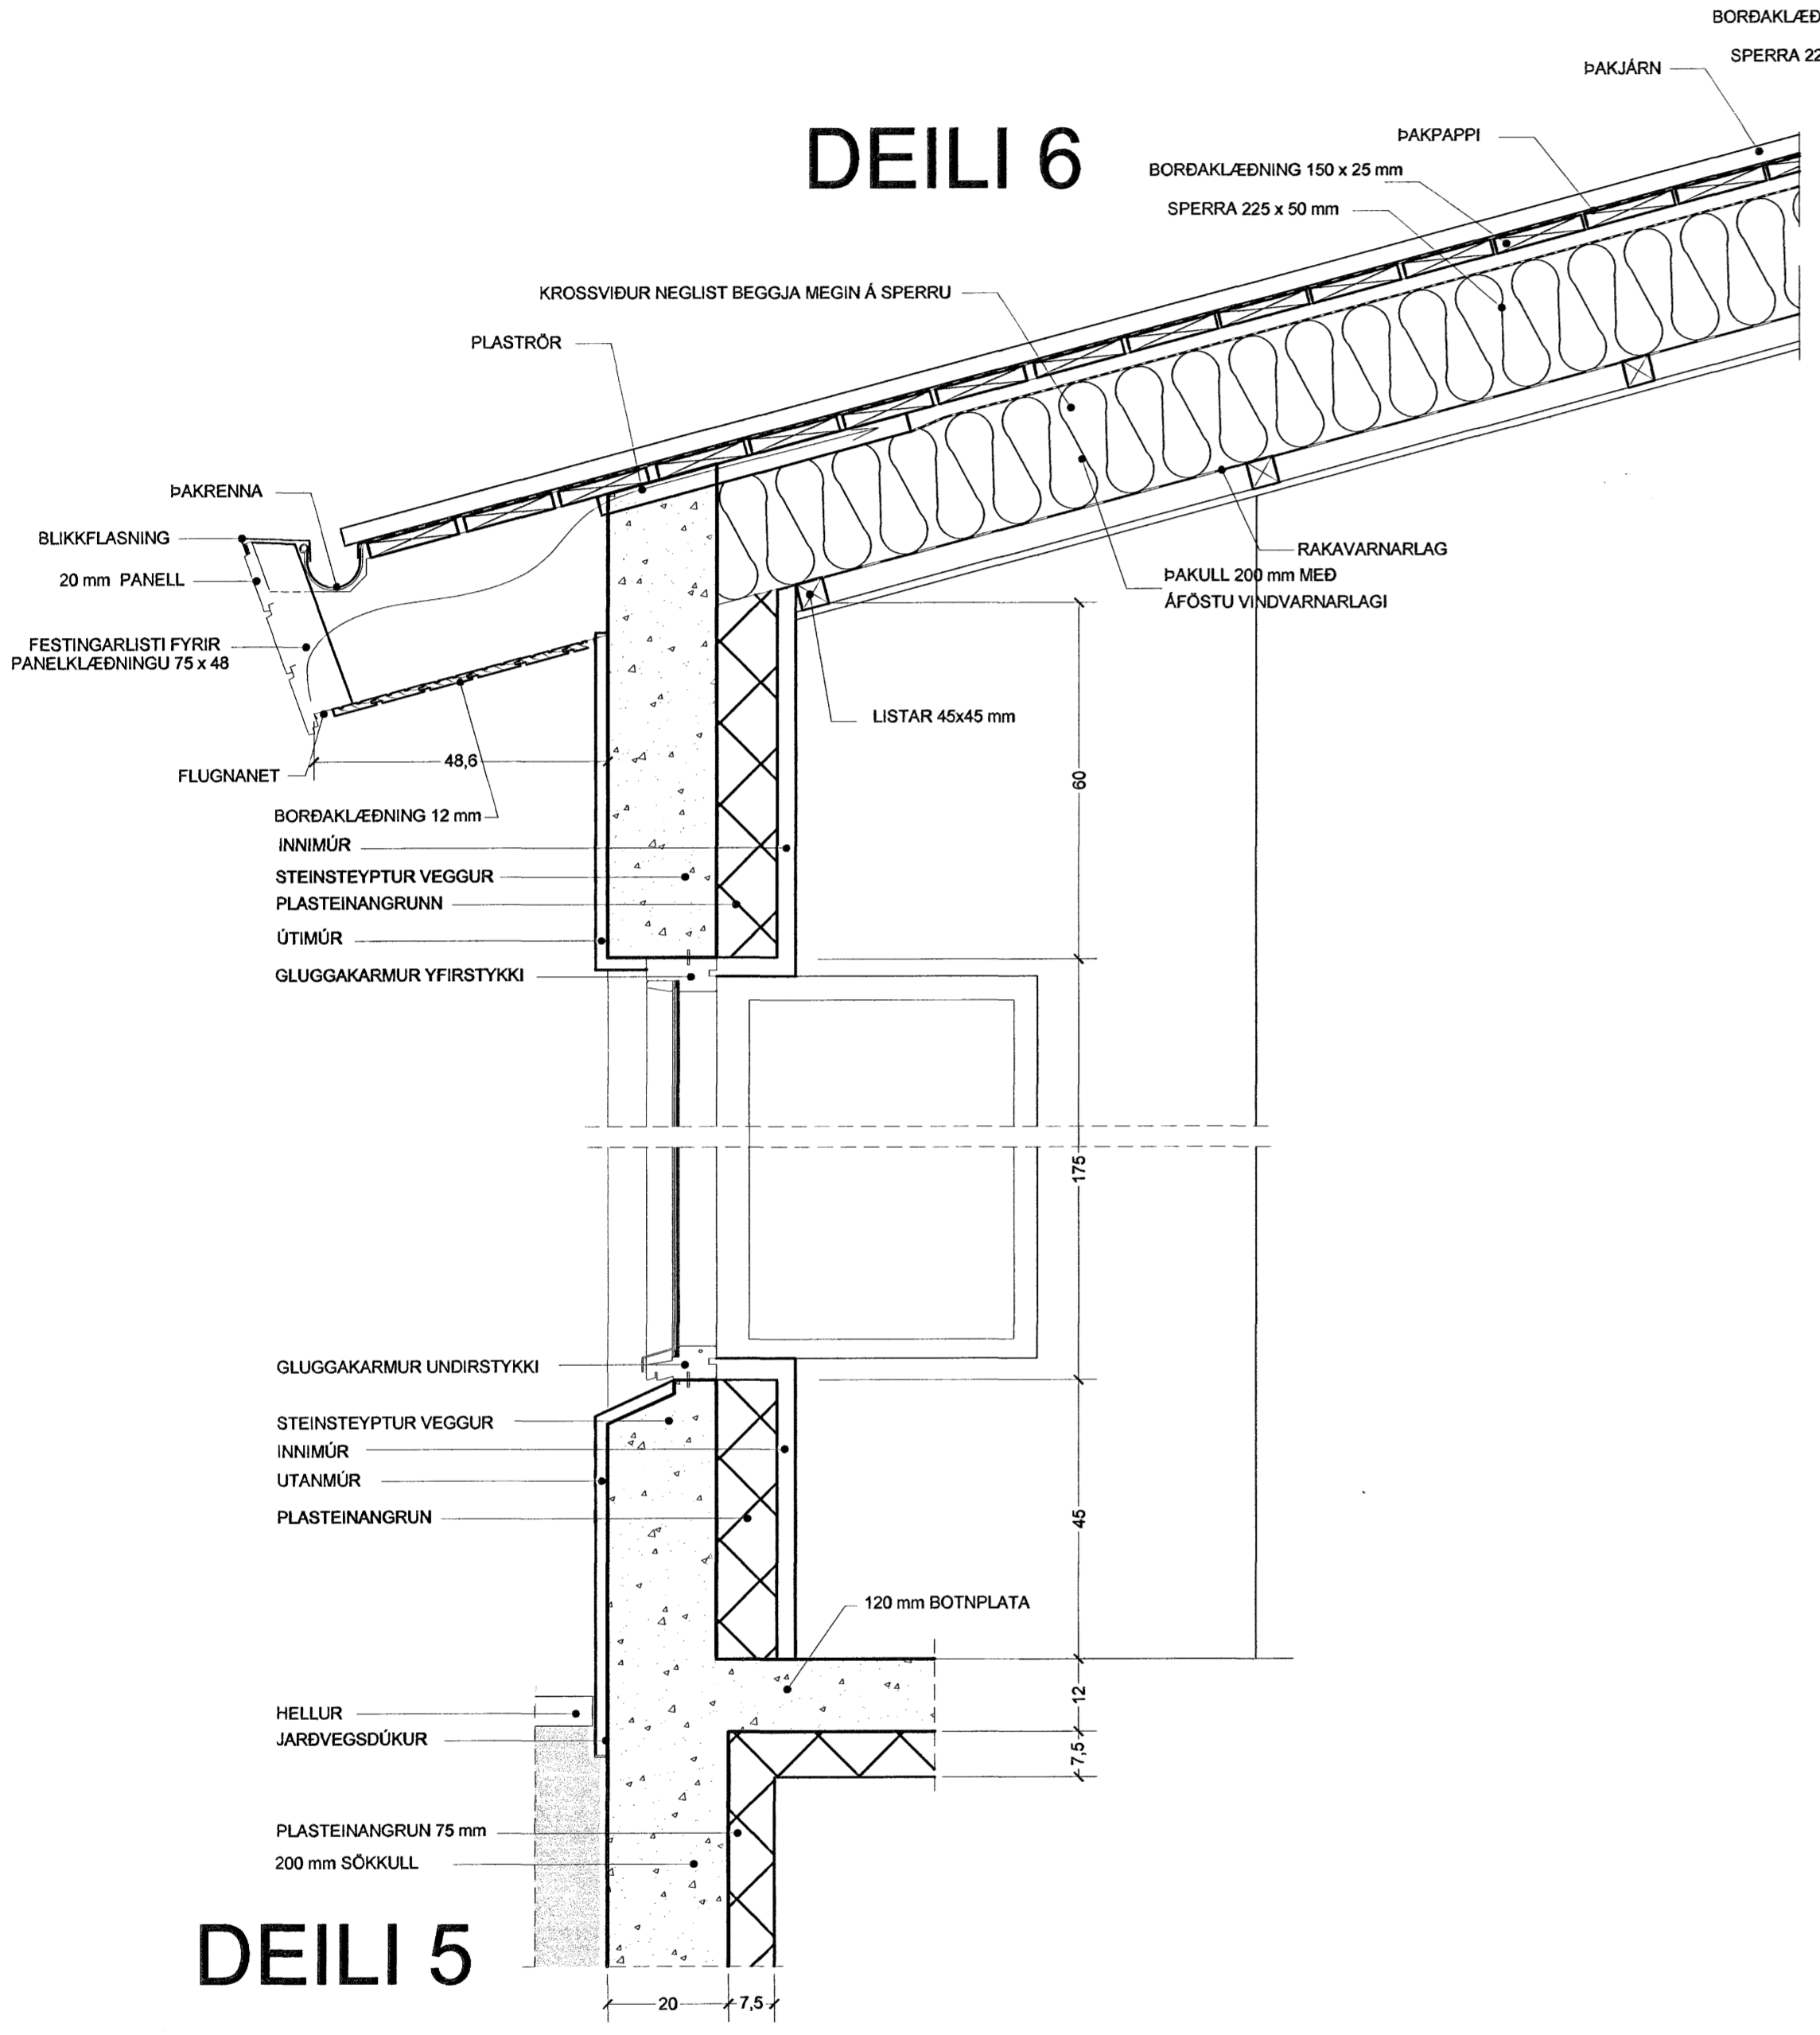 BORÐAKLÆÐ
SPERRA 22
ÞAKJÁRN
DEILI 6
ÞAKPAPPI
BORÐAKLÆÐNING 150 x 25 mm
SPERRA 225 x 50 mm
KROSSVIÐUR NEGLIST BEGGJA MEGIN Á SPERRU
PLASTRÖR
ÞAKRENNA
BLIKKFLASNING
20 mm PANELL
FESTINGARLISTI FYRIR
PANELKLÆÐNINGU 75 x 48
RAKAVARNARLAG
ÞAKULL 200 mm MEÐ
ÁFÖSTU VINDVARNARLAGI
LISTAR 45x45 mm
FLUGNANET
48,6
60
BORÐAKLÆÐNING 12 mm
INNIMÚR
STEINSTEYPTUR VEGGUR
PLASTEINANGRUNN
ÚTIMÚR
GLUGGAKARMUR YFIRSTYKKI
175
GLUGGAKARMUR UNDIRSTYKKI
STEINSTEYPTUR VEGGUR
INNIMÚR
UTANMÚR
PLASTEINANGRUN
45
120 mm BOTNPLATA
HELLUR
JARÐVEGSDÚKUR
12
7,5
PLASTEINANGRUN 75 mm
200 mm SÖKKULL
DEILI 5
20
7,5